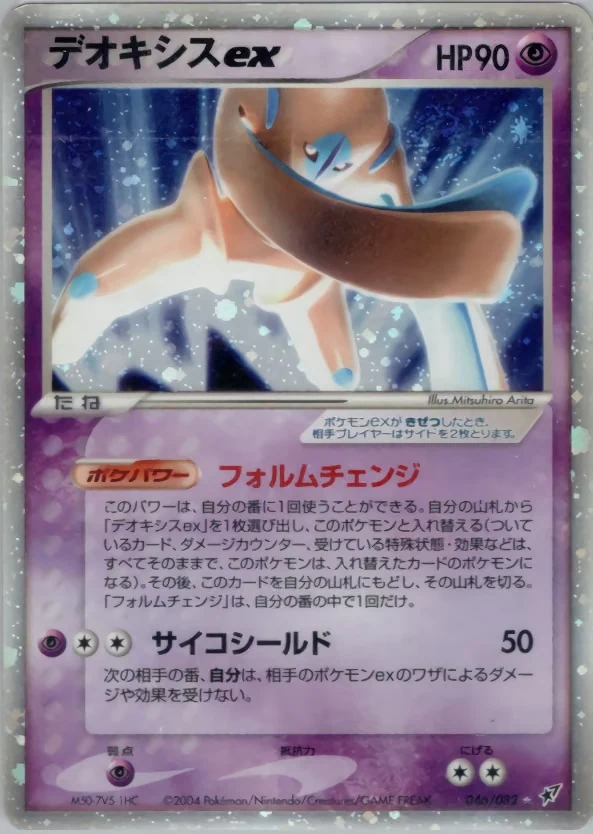 デオキシスex HP90
たね
Illus. Mitsuhiro Arita
ポケモンexがきぜつしたとき、
相手プレイヤーはサイドを2枚とります。
ポケパワー フォルムチェンジ
このパワーは、自分の番に1回使うことができる。自分の山札から
「デオキシスex」を1枚選び出し、このポケモンと入れ替える(ついて
いるカード、ダメージカウンター、受けている特殊状態・効果などは、
すべてそのままで、このポケモンは、入れ替えたカードのポケモンに
なる)。その後、このカードを自分の山札にもどし、その山札を切る。
「フォルムチェンジ」は、自分の番の中で1回だけ。
サイコシールド 50
次の相手の番、自分は、相手のポケモンexのワザによるダメー
ジや効果を受けない。
弱点 抵抗力 にげる
M50-7V5-1HC ©2004 Pokémon/Nintendo/Creatures/GAME FREAK 046/082